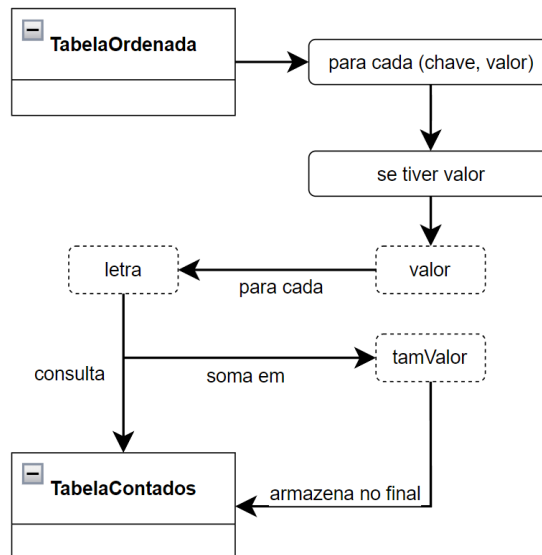 TabelaOrdenada
para cada (chave, valor)
se tiver valor
letra
valor
para cada
tamValor
consulta
soma em
TabelaContados
armazena no final